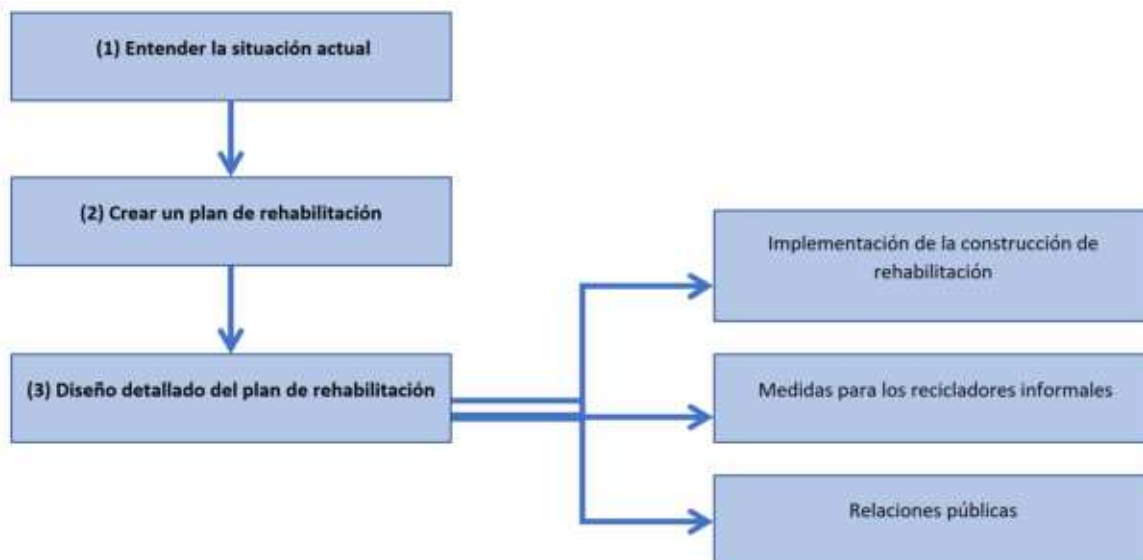 (1) Entender la situación actual
(2) Crear un plan de rehabilitación
(3) Diseño detallado del plan de rehabilitación
Implementación de la construcción de
rehabilitación
Medidas para los recicladores informales
Relaciones públicas